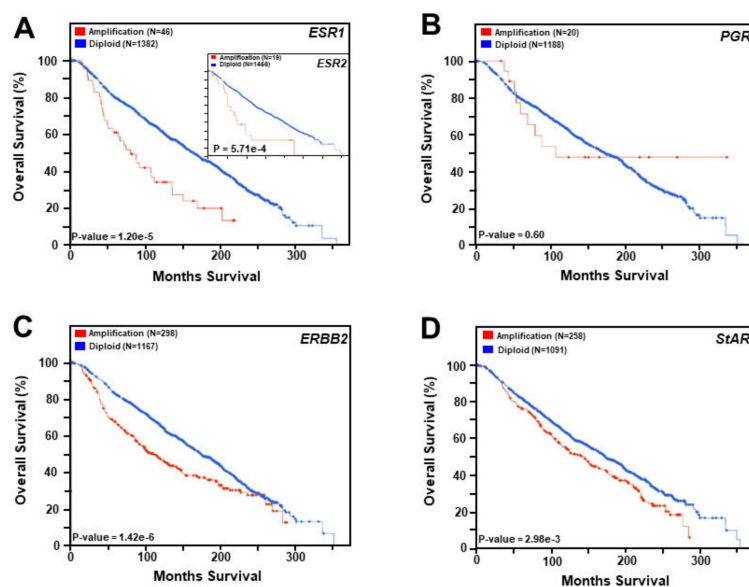 A
Amplification (N=46)
Diploid (N=1382)
ESR1
Amplification (N=19)
Diploid (N=1458)
ESR2
P = 5.71e-4
100
80
60
40
20
0
Overall Survival (%)
P-value = 1.20e-5
0 100 200 300
Months Survival
B
Amplification (N=20)
Diploid (N=1188)
PGR
100
80
60
40
20
0
Overall Survival (%)
P-value = 0.60
0 100 200 300
Months Survival
C
Amplification (N=298)
Diploid (N=1167)
ERBB2
100
80
60
40
20
0
Overall Survival (%)
P-value = 1.42e-6
0 100 200 300
Months Survival
D
Amplification (N=258)
Diploid (N=1091)
StAR
100
80
60
40
20
0
Overall Survival (%)
P-value = 2.98e-3
0 100 200 300
Months Survival